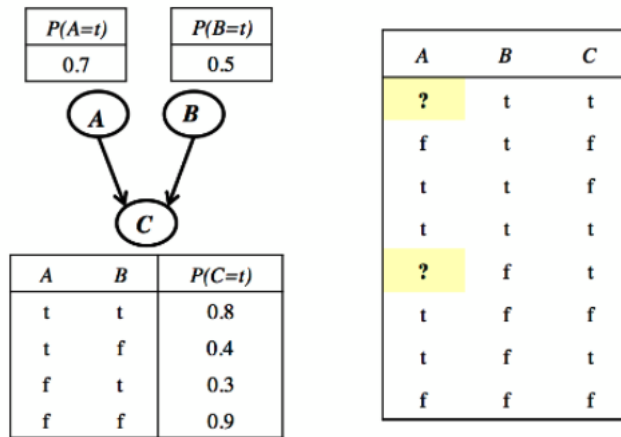 P(A=t)
0.7
P(B=t)
0.5
A
B
C
A B P(C=t)
t t 0.8
t f 0.4
f t 0.3
f f 0.9
A B C
? t t
f t f
t t f
t t t
? f t
t f f
t f t
f f f